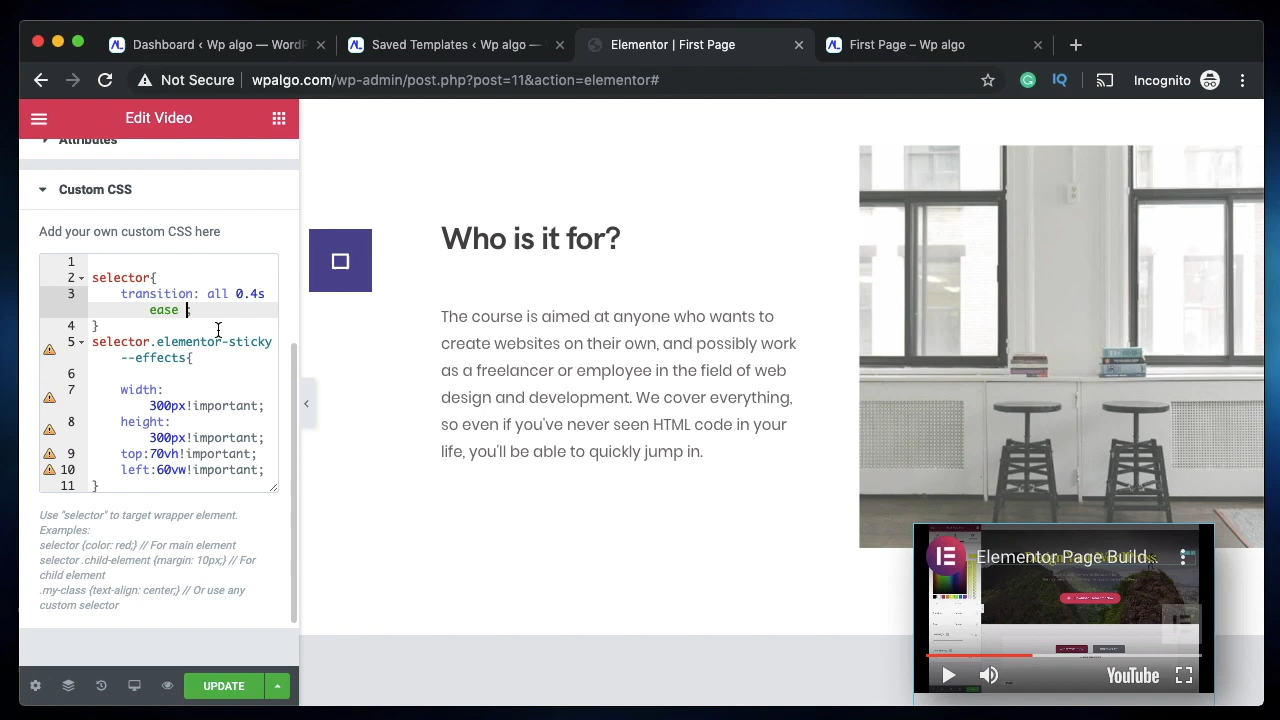 Dashboard ‹ Wp algo — WordP
Saved Templates ‹ Wp algo —
Elementor | First Page
First Page – Wp algo
Not Secure
wpalgo.com/wp-admin/post.php?post=11&action=elementor#
IQ
Incognito
Edit Video
Attributes
Custom CSS
Add your own custom CSS here
1
2 selector{
3 transition: all 0.4s
ease ;
4 }
5 selector.elementor-sticky
--effects{
6
7 width:
300px!important;
8 height:
300px!important;
9 top:70vh!important;
10 left:60vw!important;
11 }
Use "selector" to target wrapper element.
Examples:
selector {color: red;} // For main element
selector .child-element {margin: 10px;} // For
child element
.my-class {text-align: center;} // Or use any
custom selector
UPDATE
Who is it for?
The course is aimed at anyone who wants to
create websites on their own, and possibly work
as a freelancer or employee in the field of web
design and development. We cover everything,
so even if you've never seen HTML code in your
life, you'll be able to quickly jump in.
Elementor Page Build...
YouTube